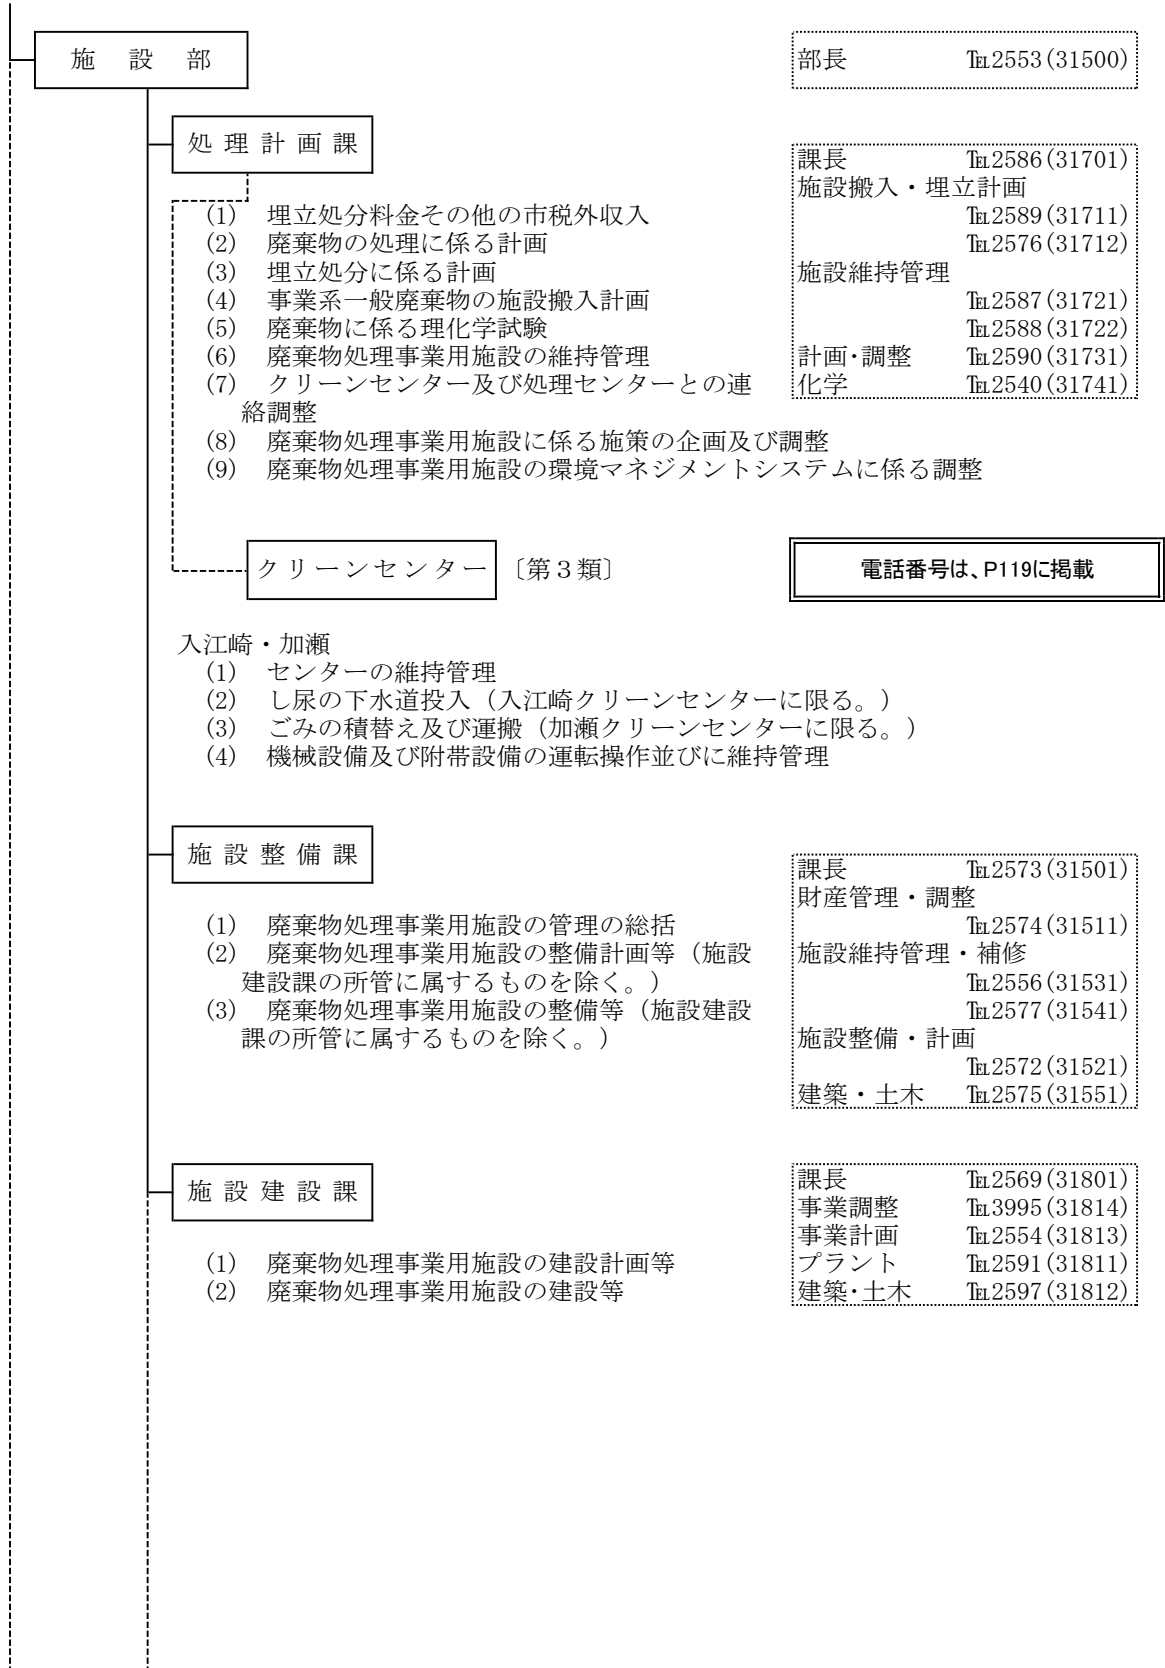 施設部
部長 ℡2553(31500)
処理計画課
課長 ℡2586(31701)
施設搬入・埋立計画
℡2589(31711)
℡2576(31712)
施設維持管理
℡2587(31721)
℡2588(31722)
計画・調整 ℡2590(31731)
化学 ℡2540(31741)
(1) 埋立処分料金その他の市税外収入
(2) 廃棄物の処理に係る計画
(3) 埋立処分に係る計画
(4) 事業系一般廃棄物の施設搬入計画
(5) 廃棄物に係る理化学試験
(6) 廃棄物処理事業用施設の維持管理
(7) クリーンセンター及び処理センターとの連
絡調整
(8) 廃棄物処理事業用施設に係る施策の企画及び調整
(9) 廃棄物処理事業用施設の環境マネジメントシステムに係る調整
クリーンセンター 〔第3類〕
電話番号は、P119に掲載
入江崎・加瀬
(1) センターの維持管理
(2) し尿の下水道投入（入江崎クリーンセンターに限る。）
(3) ごみの積替え及び運搬（加瀬クリーンセンターに限る。）
(4) 機械設備及び附帯設備の運転操作並びに維持管理
施設整備課
課長 ℡2573(31501)
財産管理・調整
℡2574(31511)
施設維持管理・補修
℡2556(31531)
℡2577(31541)
施設整備・計画
℡2572(31521)
建築・土木 ℡2575(31551)
(1) 廃棄物処理事業用施設の管理の総括
(2) 廃棄物処理事業用施設の整備計画等（施設
建設課の所管に属するものを除く。）
(3) 廃棄物処理事業用施設の整備等（施設建設
課の所管に属するものを除く。）
施設建設課
課長 ℡2569(31801)
事業調整 ℡3995(31814)
事業計画 ℡2554(31813)
プラント ℡2591(31811)
建築・土木 ℡2597(31812)
(1) 廃棄物処理事業用施設の建設計画等
(2) 廃棄物処理事業用施設の建設等